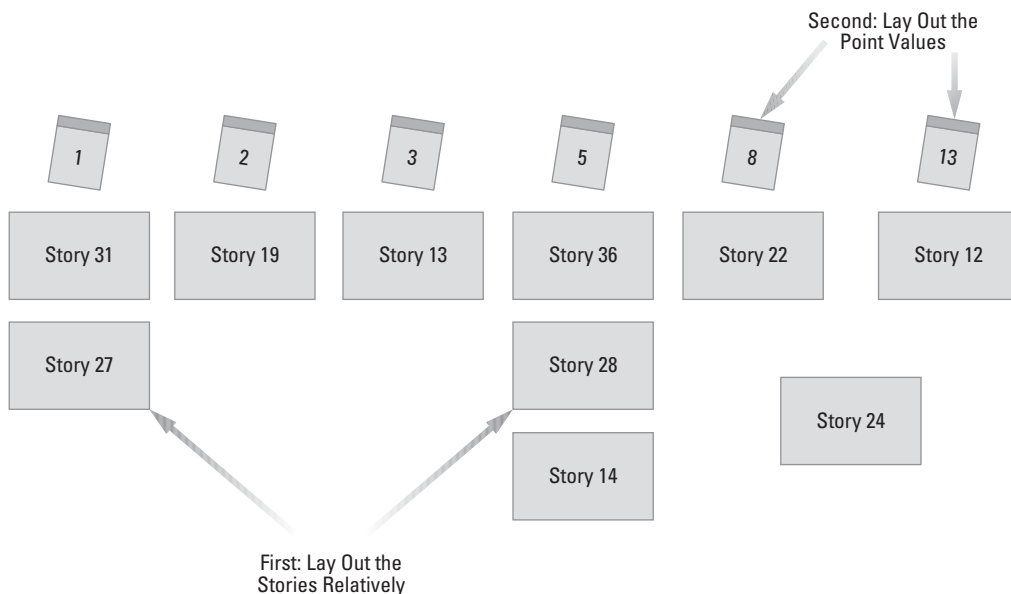 Second: Lay Out the
Point Values
1
2
3
5
8
13
Story 31
Story 19
Story 13
Story 36
Story 22
Story 12
Story 27
Story 28
Story 24
Story 14
First: Lay Out the
Stories Relatively